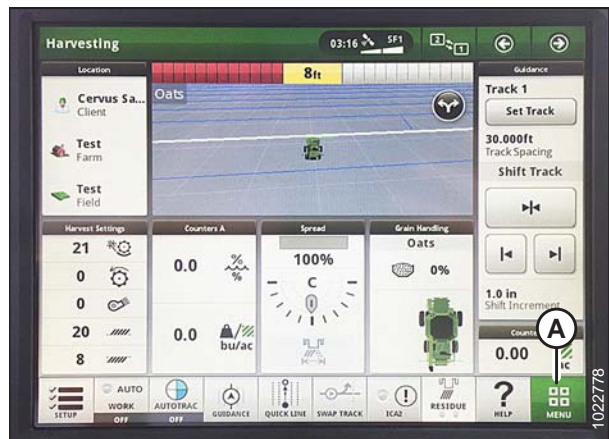 Harvesting
03:16 SF1
2 1
Location
8ft
Guidance
Cervus Sa...
Client
Oats
Track 1
Set Track
Test
Farm
30.000ft
Track Spacing
Shift Track
Test
Field
Harvest Settings
Counters A
Spread
Grain Handling
21
0
0
20
8
0.0 %
%
0.0 bu/ac
100%
C
Oats
0%
1.0 in
Shift Increment
A
0.00 ac
SETUP
AUTO
WORK
OFF
AUTOTRAC
OFF
GUIDANCE
QUICK LINE
SWAP TRACK
ICA2
RESIDUE
HELP
MENU
1022778